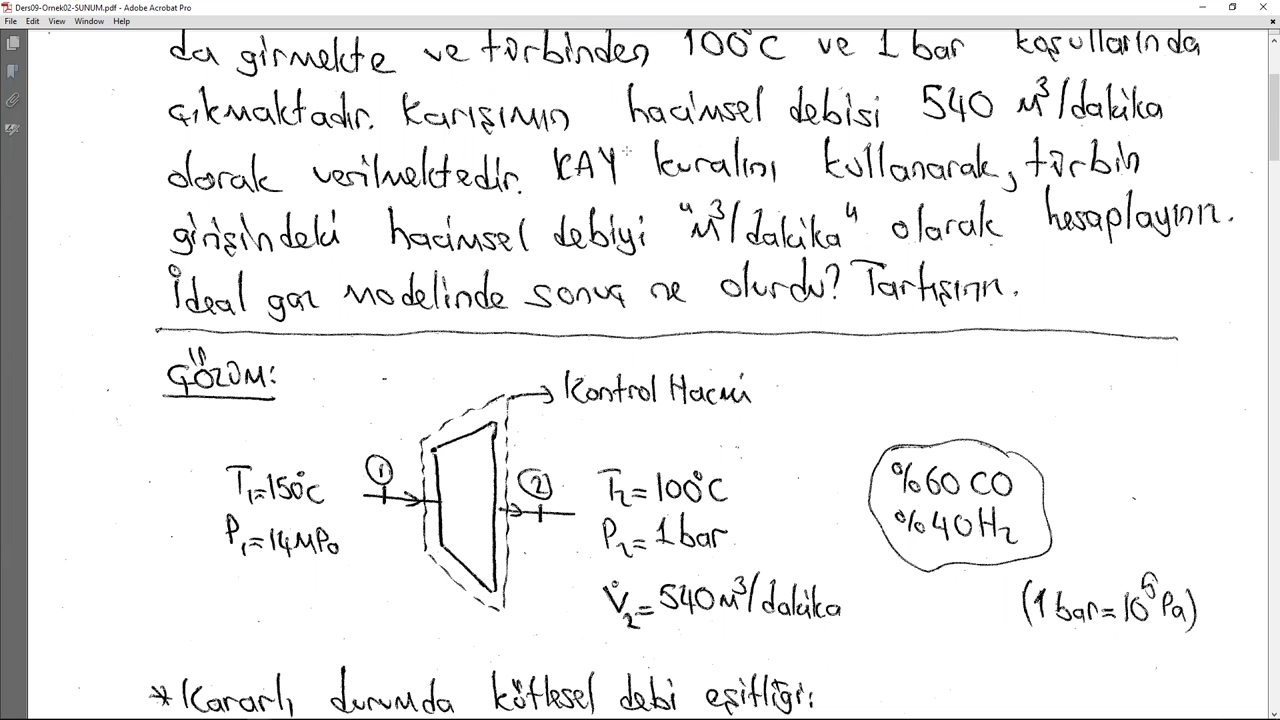 Ders09-Ornek02-SUNUM.pdf - Adobe Acrobat Pro
File Edit View Window Help
da girmekte ve türbinden 100°C ve 1 bar koşullarında
çıkmaktadır. Karışımın hacimsel debisi 540 m³/dakika
olarak verilmektedir. KAY kuralını kullanarak, türbin
girişindeki hacimsel debiyi "m³/dakika" olarak hesaplayınız.
İdeal gaz modelinde sonuç ne olurdu? Tartışınız.
ÇÖZÜM:
Kontrol Hacmi
T₁=150°C
P₁=14MPa
1
2
T₂=100°C
P₂=1bar
V̇₂=540m³/dakika
%60 CO
%40 H₂
(1 bar=10⁵Pa)
*Kararlı durumda kütlesel debi eşitliği: